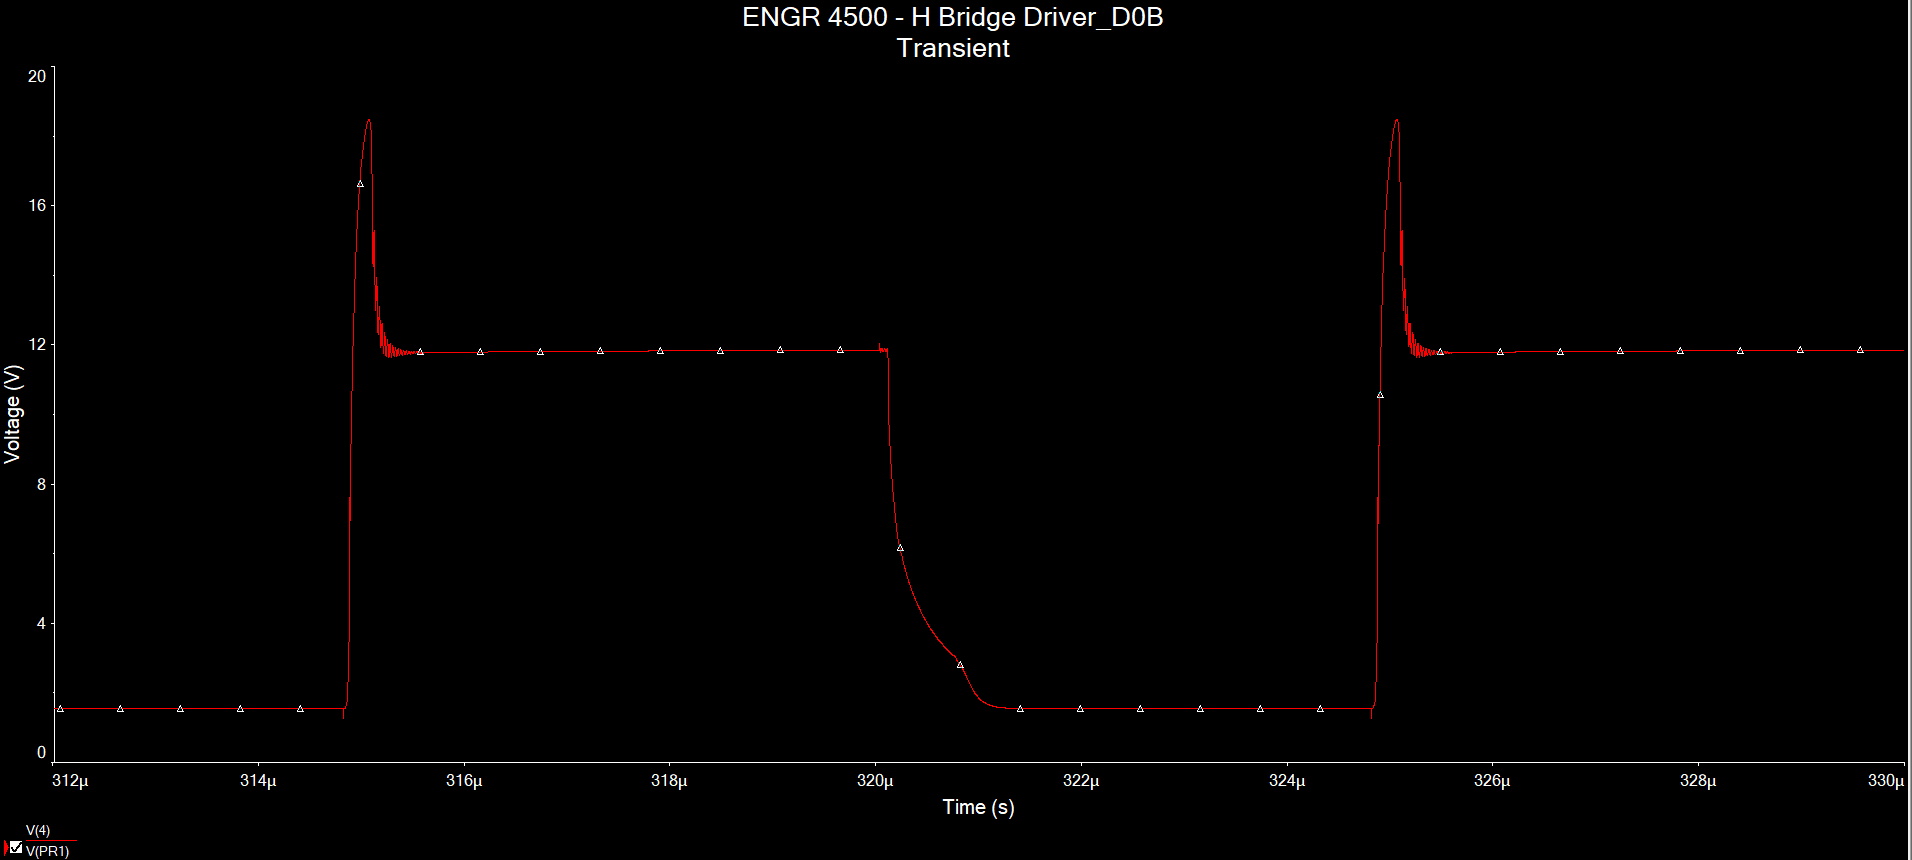 ENGR 4500 - H Bridge Driver_D0B
Transient
20
16
12
8
4
0
Voltage (V)
312µ 314µ 316µ 318µ 320µ 322µ 324µ 326µ 328µ 330µ
Time (s)
V(4)
V(PR1)